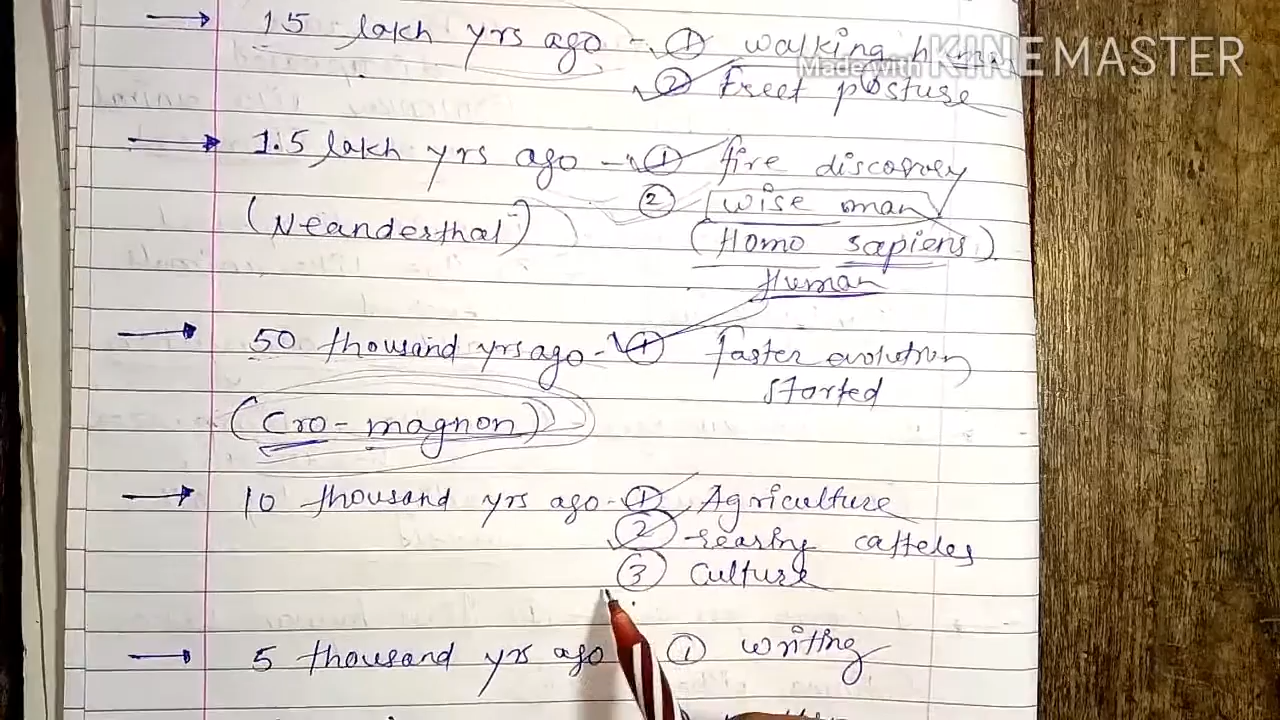 15 lakh yrs ago - ① walking human
Made with KINEMASTER
② Erect posture
1.5 lakh yrs ago - ① fire discovery
② wise man
(Neanderthal)
(Homo sapiens)
Human
50 thousand yrs ago - ① faster evolution
started
(Cro-magnon)
10 thousand yrs ago - ① Agriculture
② rearing catteles
③ culture
5 thousand yrs ago ① writing